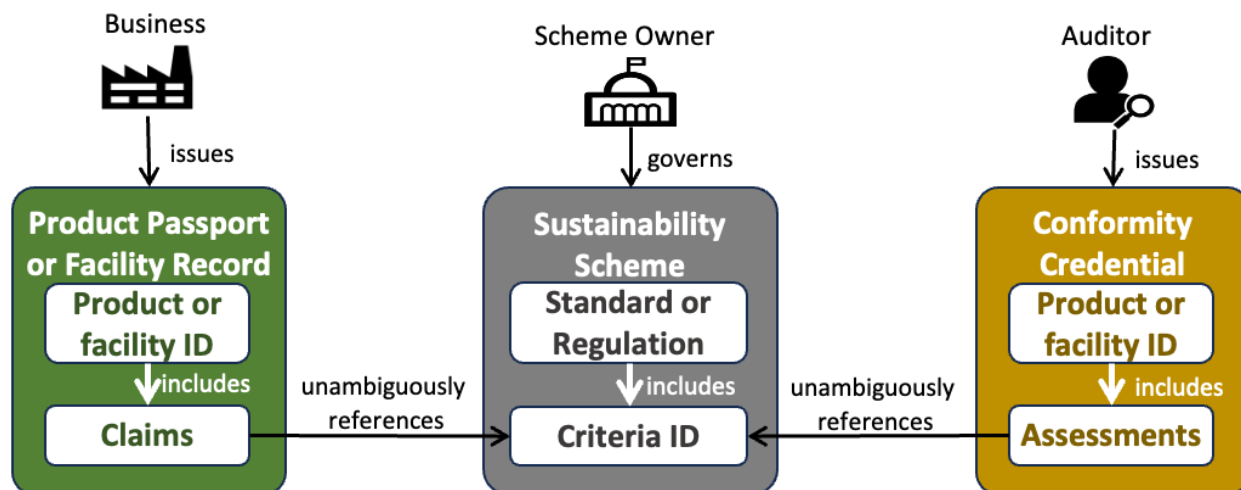 Business
Scheme Owner
Auditor
issues
governs
issues
Product Passport
or Facility Record
Product or
facility ID
includes
Claims
unambiguously
references
Sustainability
Scheme
Standard or
Regulation
includes
Criteria ID
unambiguously
references
Conformity
Credential
Product or
facility ID
includes
Assessments